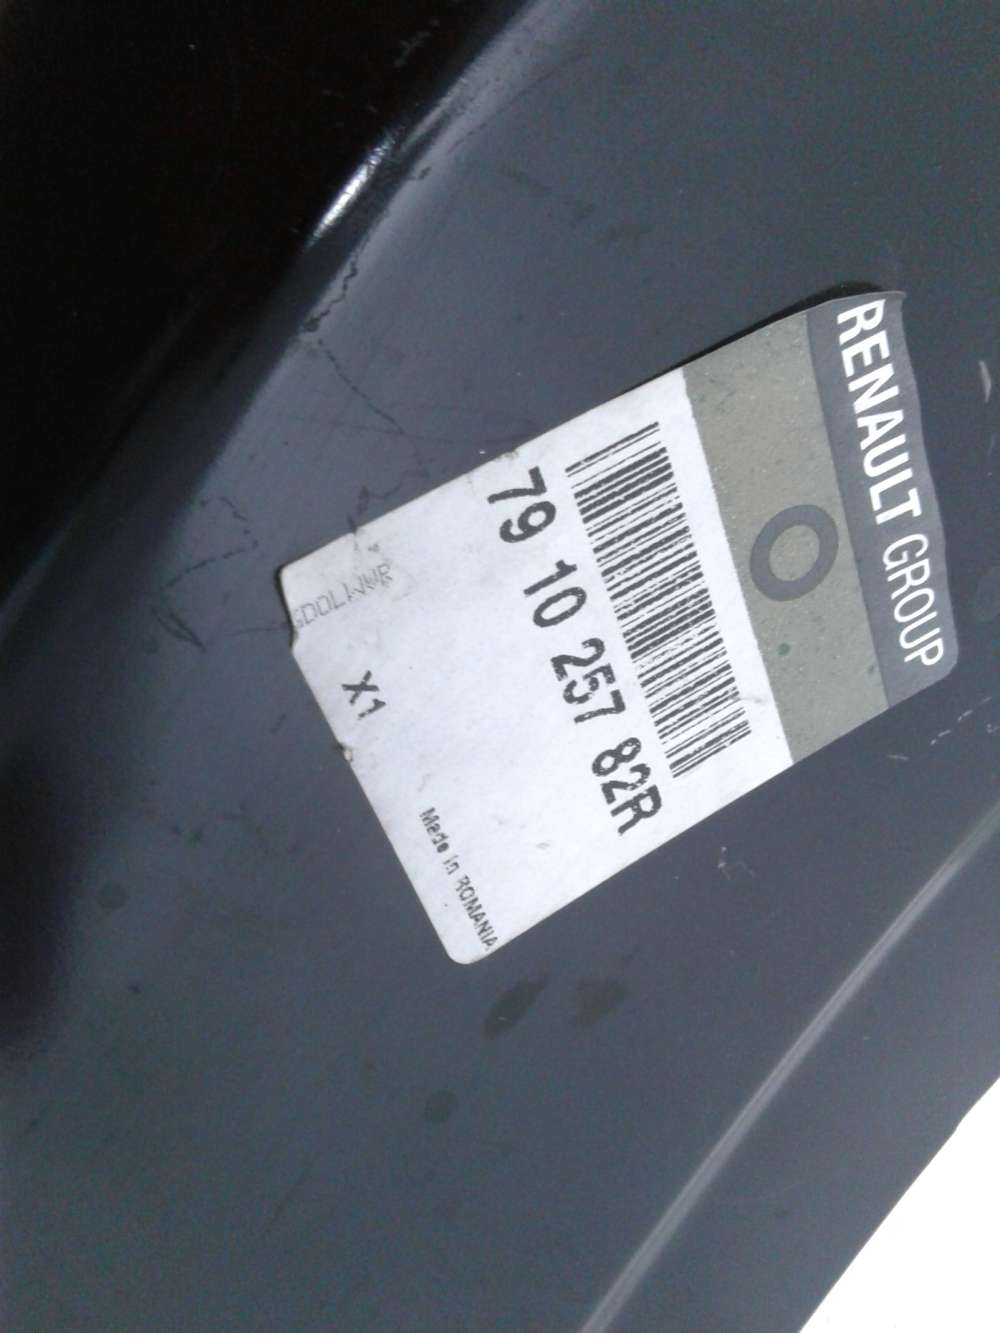 RENAULT GROUP
79 10 257 82R
X1
Made in ROMANIA